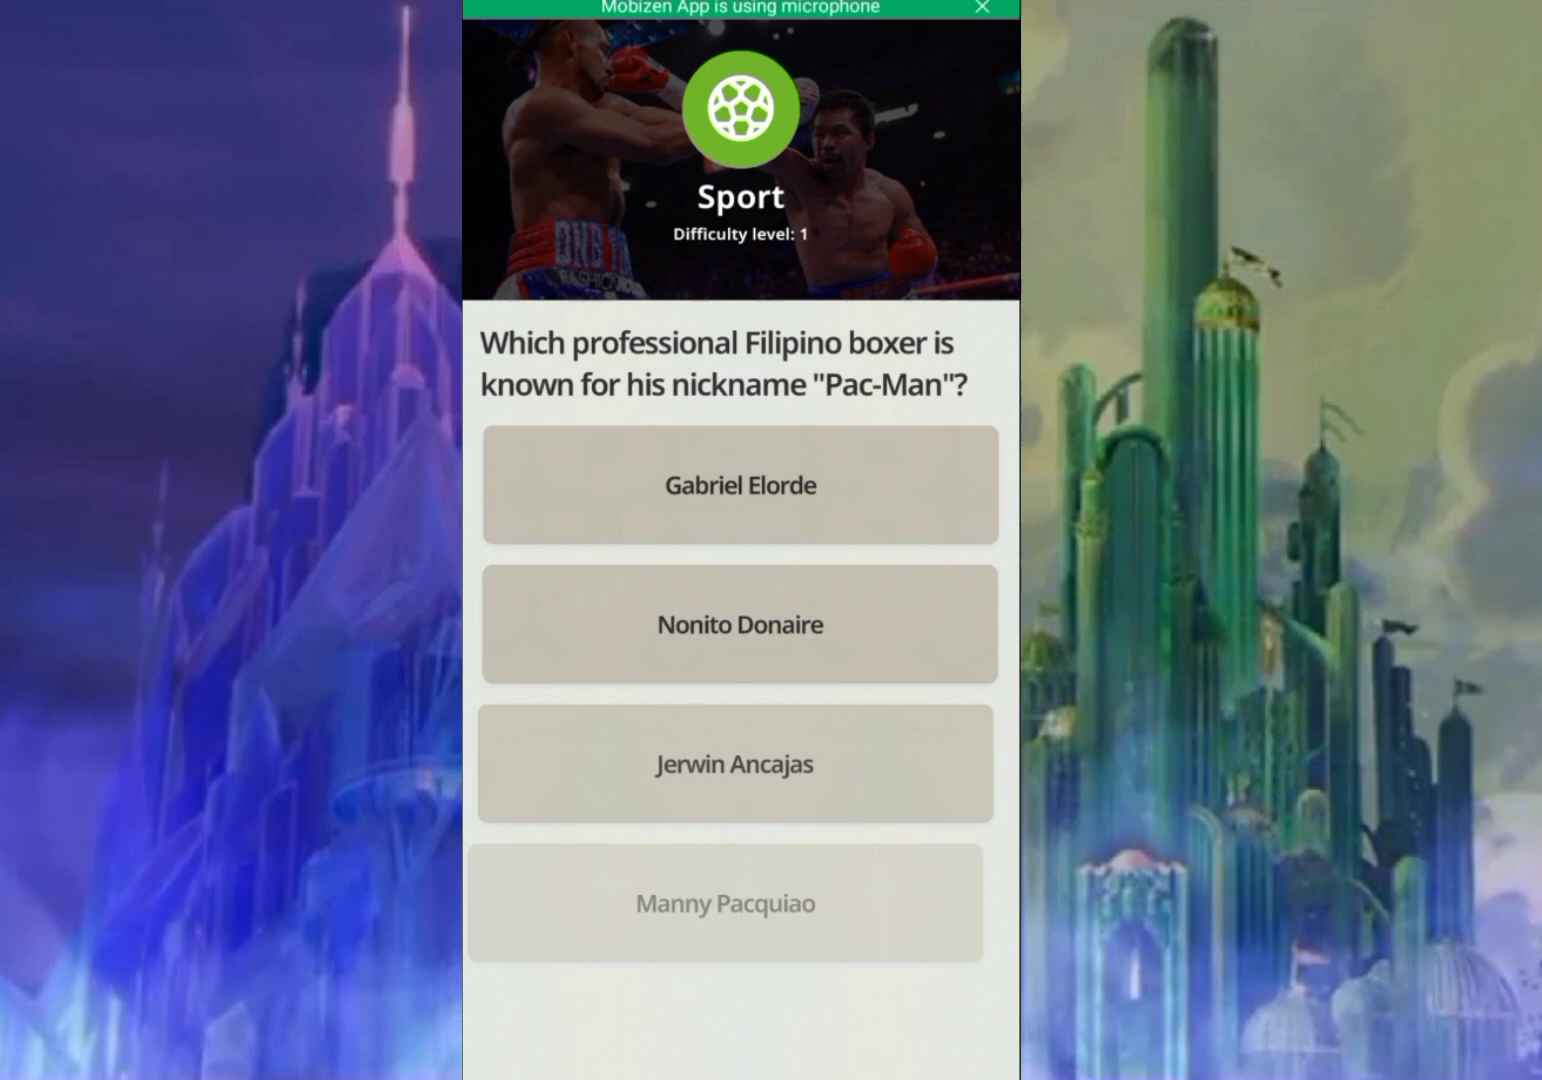 Mobizen App is using microphone
Sport
Difficulty level: 1
Which professional Filipino boxer is
known for his nickname "Pac-Man"?
Gabriel Elorde
Nonito Donaire
Jerwin Ancajas
Manny Pacquiao